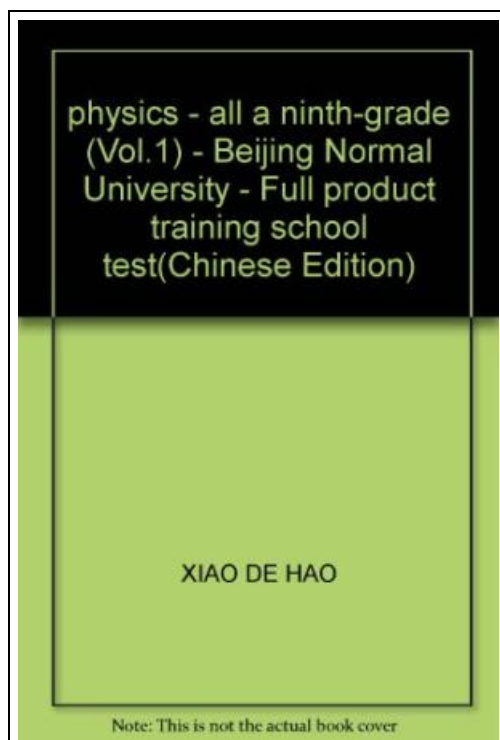 physics - all a ninth-grade
(Vol.1) - Beijing Normal
University - Full product
training school
test(Chinese Edition)
XIAO DE HAO
Note: This is not the actual book cover